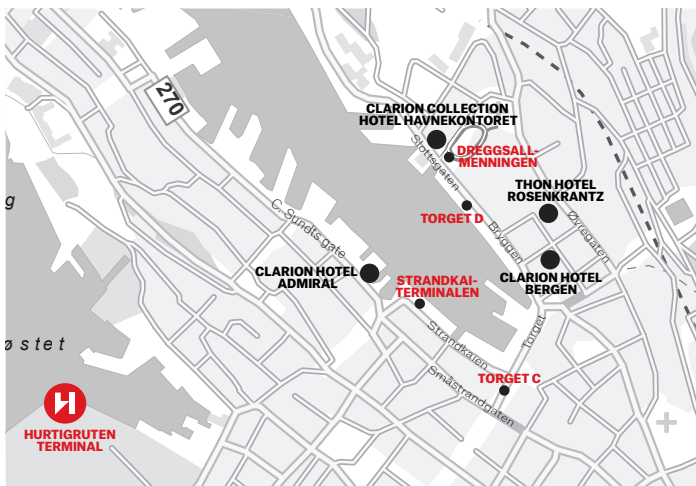 270
CLARION COLLECTION
HOTEL HAVNEKONTORET
DREGGSALL-
MENNINGEN
Slottsgaten
THON HOTEL
ROSENKRANTZ
g
TORGET D
Bryggen
Øvregaten
C. Sundts gate
CLARION HOTEL
ADMIRAL
STRANDKAI-
TERMINALEN
CLARION HOTEL
BERGEN
østet
Strandkaien
Torget
TORGET C
Småstrandgaten
HURTIGRUTEN
TERMINAL